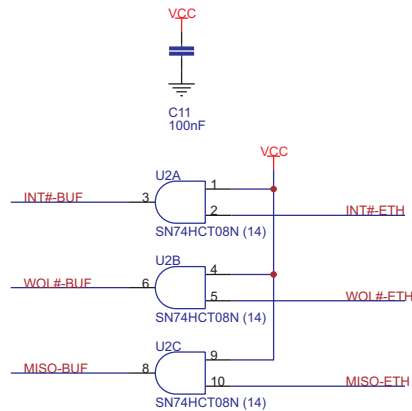 VCC
C11
100nF
VCC
U2A
INT#-BUF 3 1 2 INT#-ETH
SN74HCT08N (14)
U2B
WOL#-BUF 6 4 5 WOL#-ETH
SN74HCT08N (14)
U2C
MISO-BUF 8 9 10 MISO-ETH
SN74HCT08N (14)